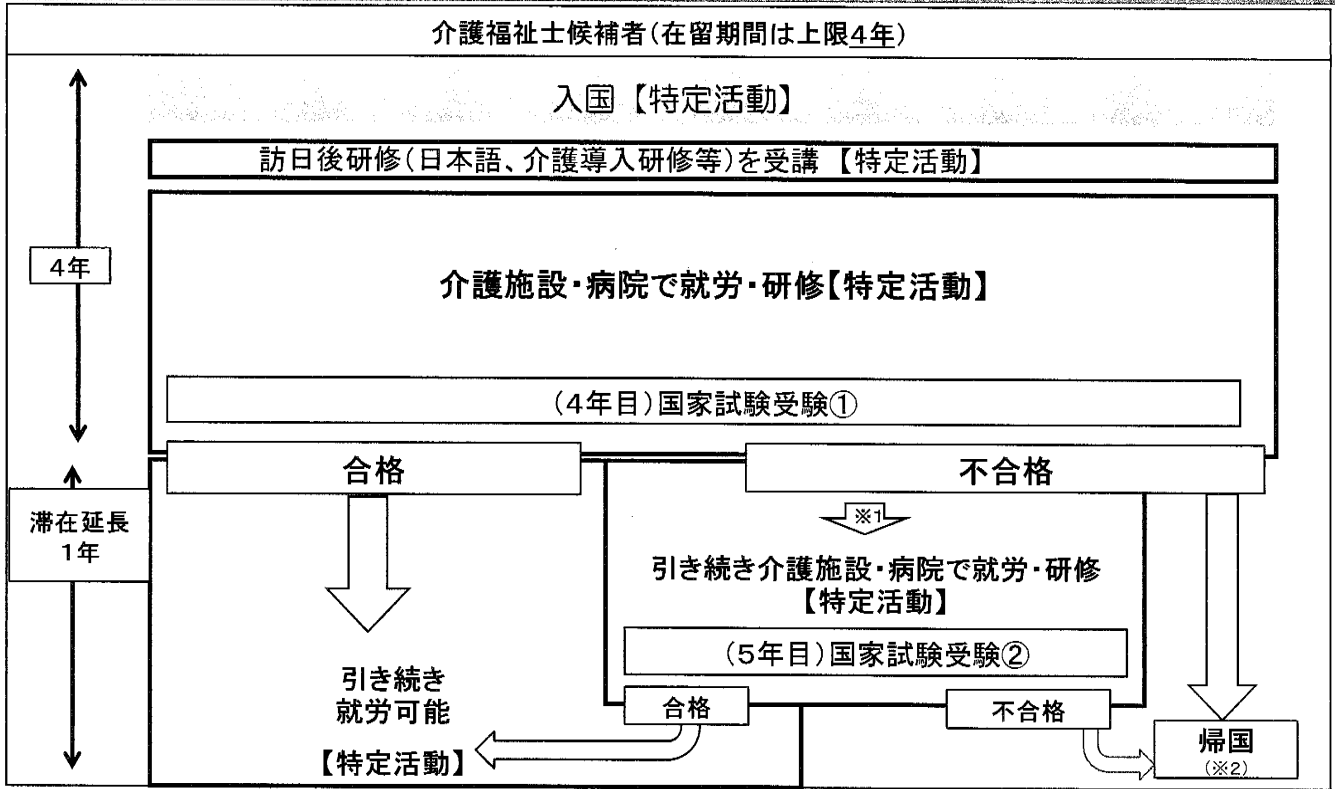 介護福祉士候補者(在留期間は上限4年)
入国【特定活動】
訪日後研修(日本語、介護導入研修等)を受講 【特定活動】
4年
介護施設・病院で就労・研修【特定活動】
(4年目)国家試験受験①
合格
不合格
滞在延長
1年
※1
引き続き介護施設・病院で就労・研修
【特定活動】
(5年目)国家試験受験②
引き続き
就労可能
【特定活動】
合格
不合格
帰国
(※2)